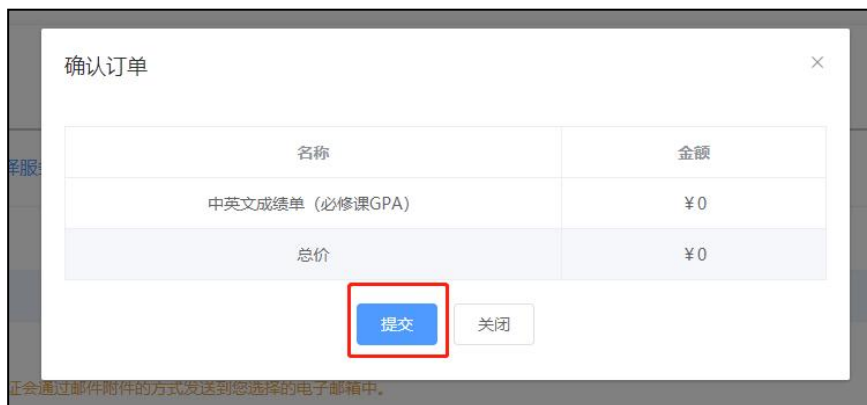 确认订单 ×
名称 金额
中英文成绩单（必修课GPA） ¥0
总价 ¥0
择服
提交 关闭
证会通过邮件附件的方式发送到您选择的电子邮箱中。